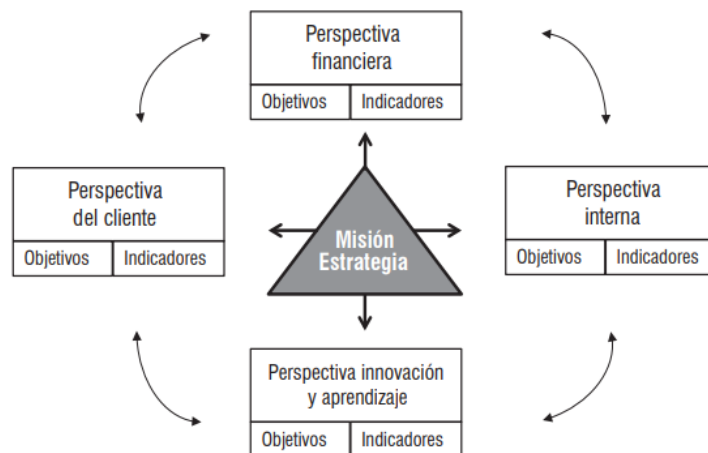 Perspectiva
financiera
Objetivos Indicadores
Perspectiva
del cliente
Objetivos Indicadores
Misión
Estrategia
Perspectiva
interna
Objetivos Indicadores
Perspectiva innovación
y aprendizaje
Objetivos Indicadores